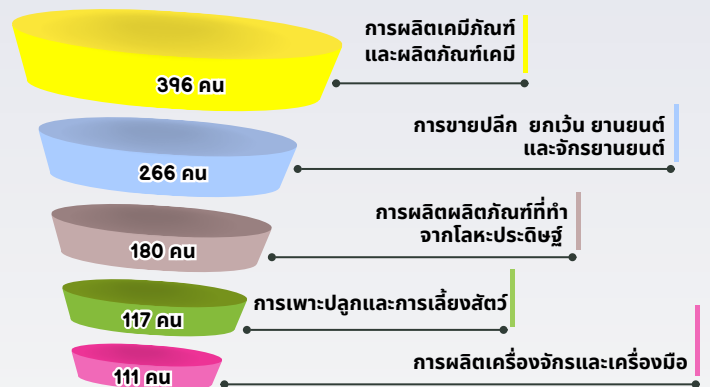 การผลิตเคมีภัณฑ์
และผลิตภัณฑ์เคมี
396 คน
การขายปลีก ยกเว้น ยานยนต์
และจักรยานยนต์
266 คน
การผลิตผลิตภัณฑ์ที่ทำ
จากโลหะประดิษฐ์
180 คน
การเพาะปลูกและการเลี้ยงสัตว์
117 คน
การผลิตเครื่องจักรและเครื่องมือ
111 คน